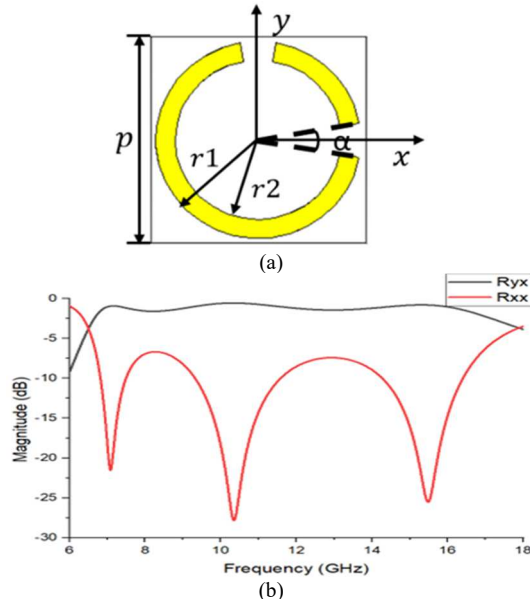 y
p
r1
r2
α
x
(a)
Ryx
Rxx
0
-5
-10
-15
-20
-25
-30
Magnitude (dB)
6 8 10 12 14 16 18
Frequency (GHz)
(b)